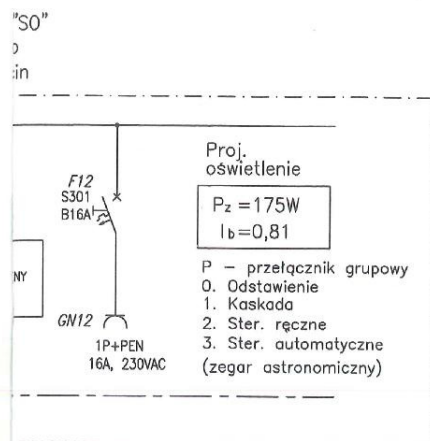 "SO"
Proj.
oświetlenie
F12
S301
B16A
Pz =175W
Ib=0,81
NY
P – przełącznik grupowy
0. Odstawienie
1. Kaskada
2. Ster. ręczne
3. Ster. automatyczne
(zegar astronomiczny)
GN12
1P+PEN
16A, 230VAC